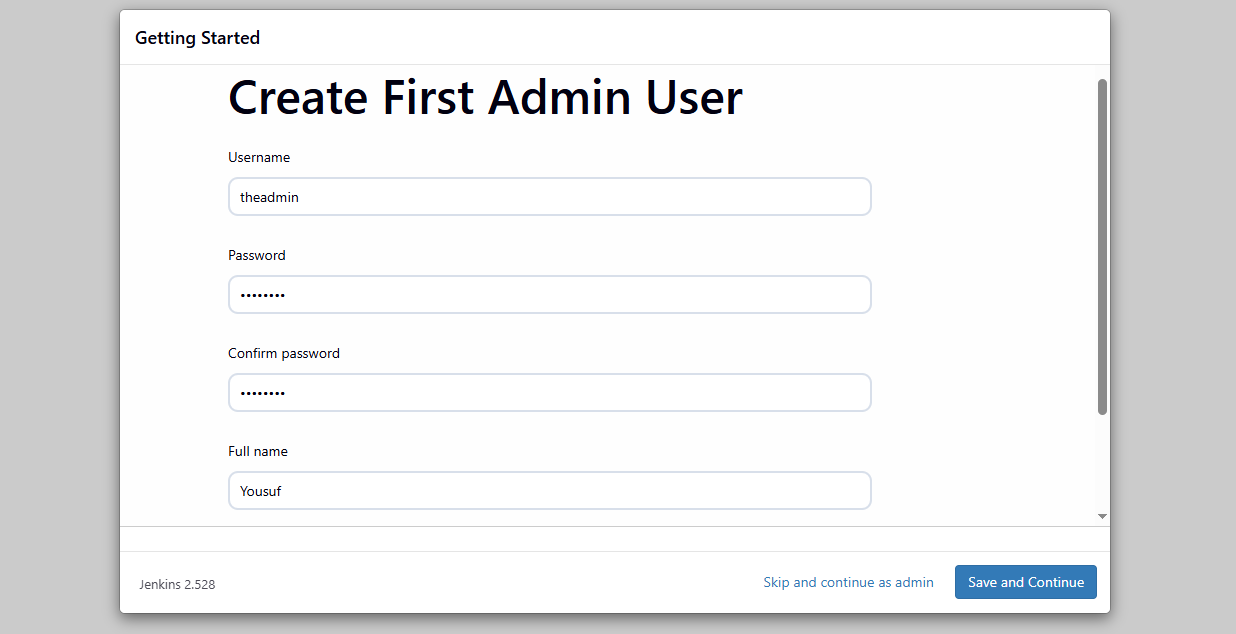 Getting Started
Create First Admin User
Username
theadmin
Password
••••••••
Confirm password
••••••••
Full name
Yousuf
Jenkins 2.528
Skip and continue as admin
Save and Continue